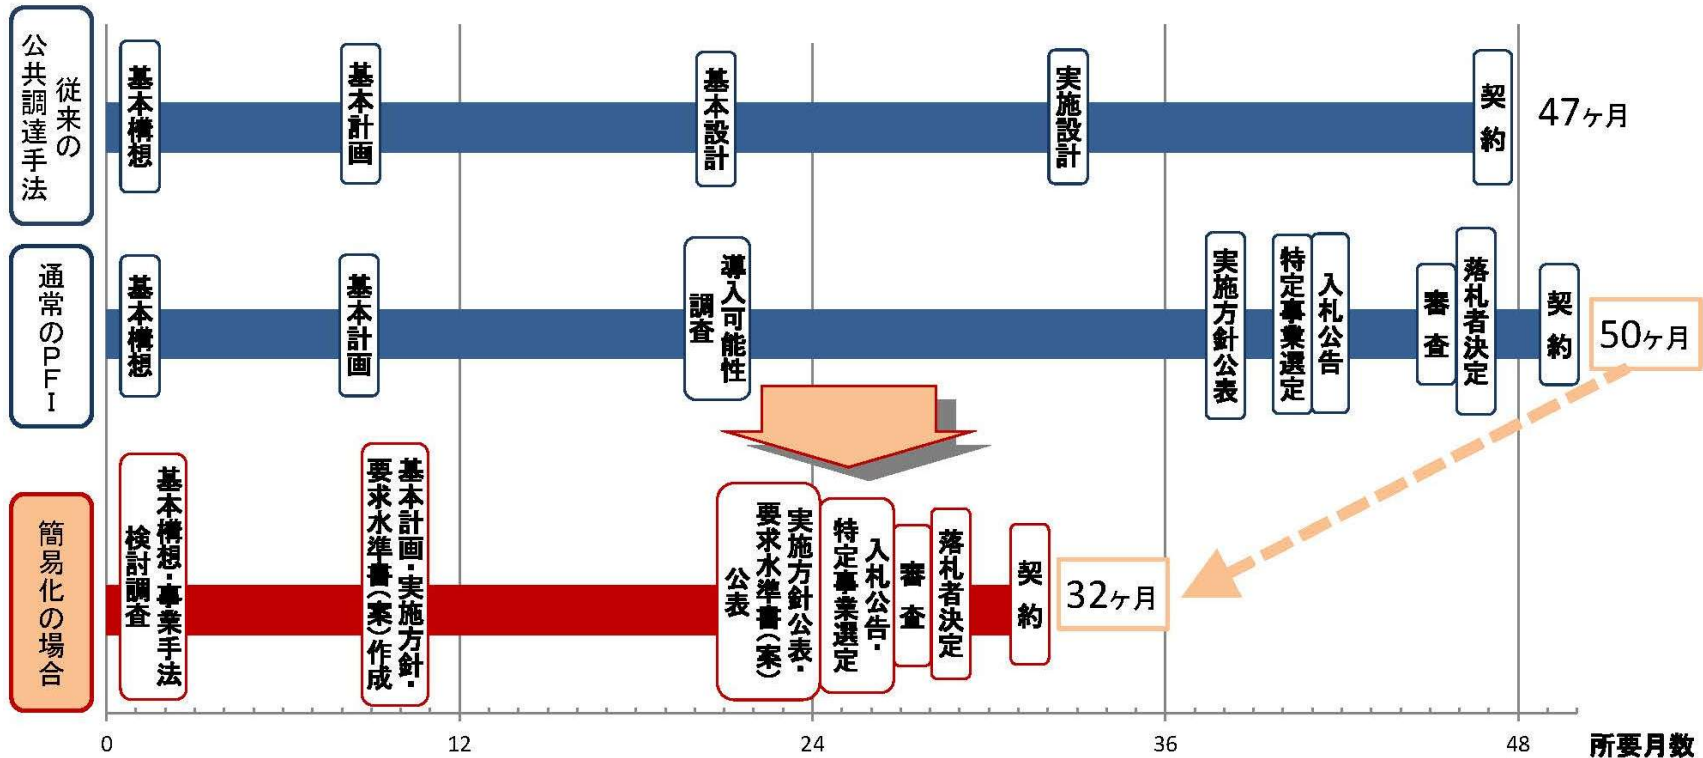 従来の
公共調達手法
基本構想
基本計画
基本設計
実施設計
契約
47ヶ月
通常のPFI
基本構想
基本計画
導入可能性
調査
実施方針公表
特定事業選定
入札公告
審査
落札者決定
契約
50ヶ月
簡易化の場合
基本構想・事業手法
検討調査
基本計画・実施方針・
要求水準書(案)作成
実施方針公表・
要求水準書(案)
公表
入札公告・
特定事業選定
審査
落札者決定
契約
32ヶ月
0
12
24
36
48
所要月数